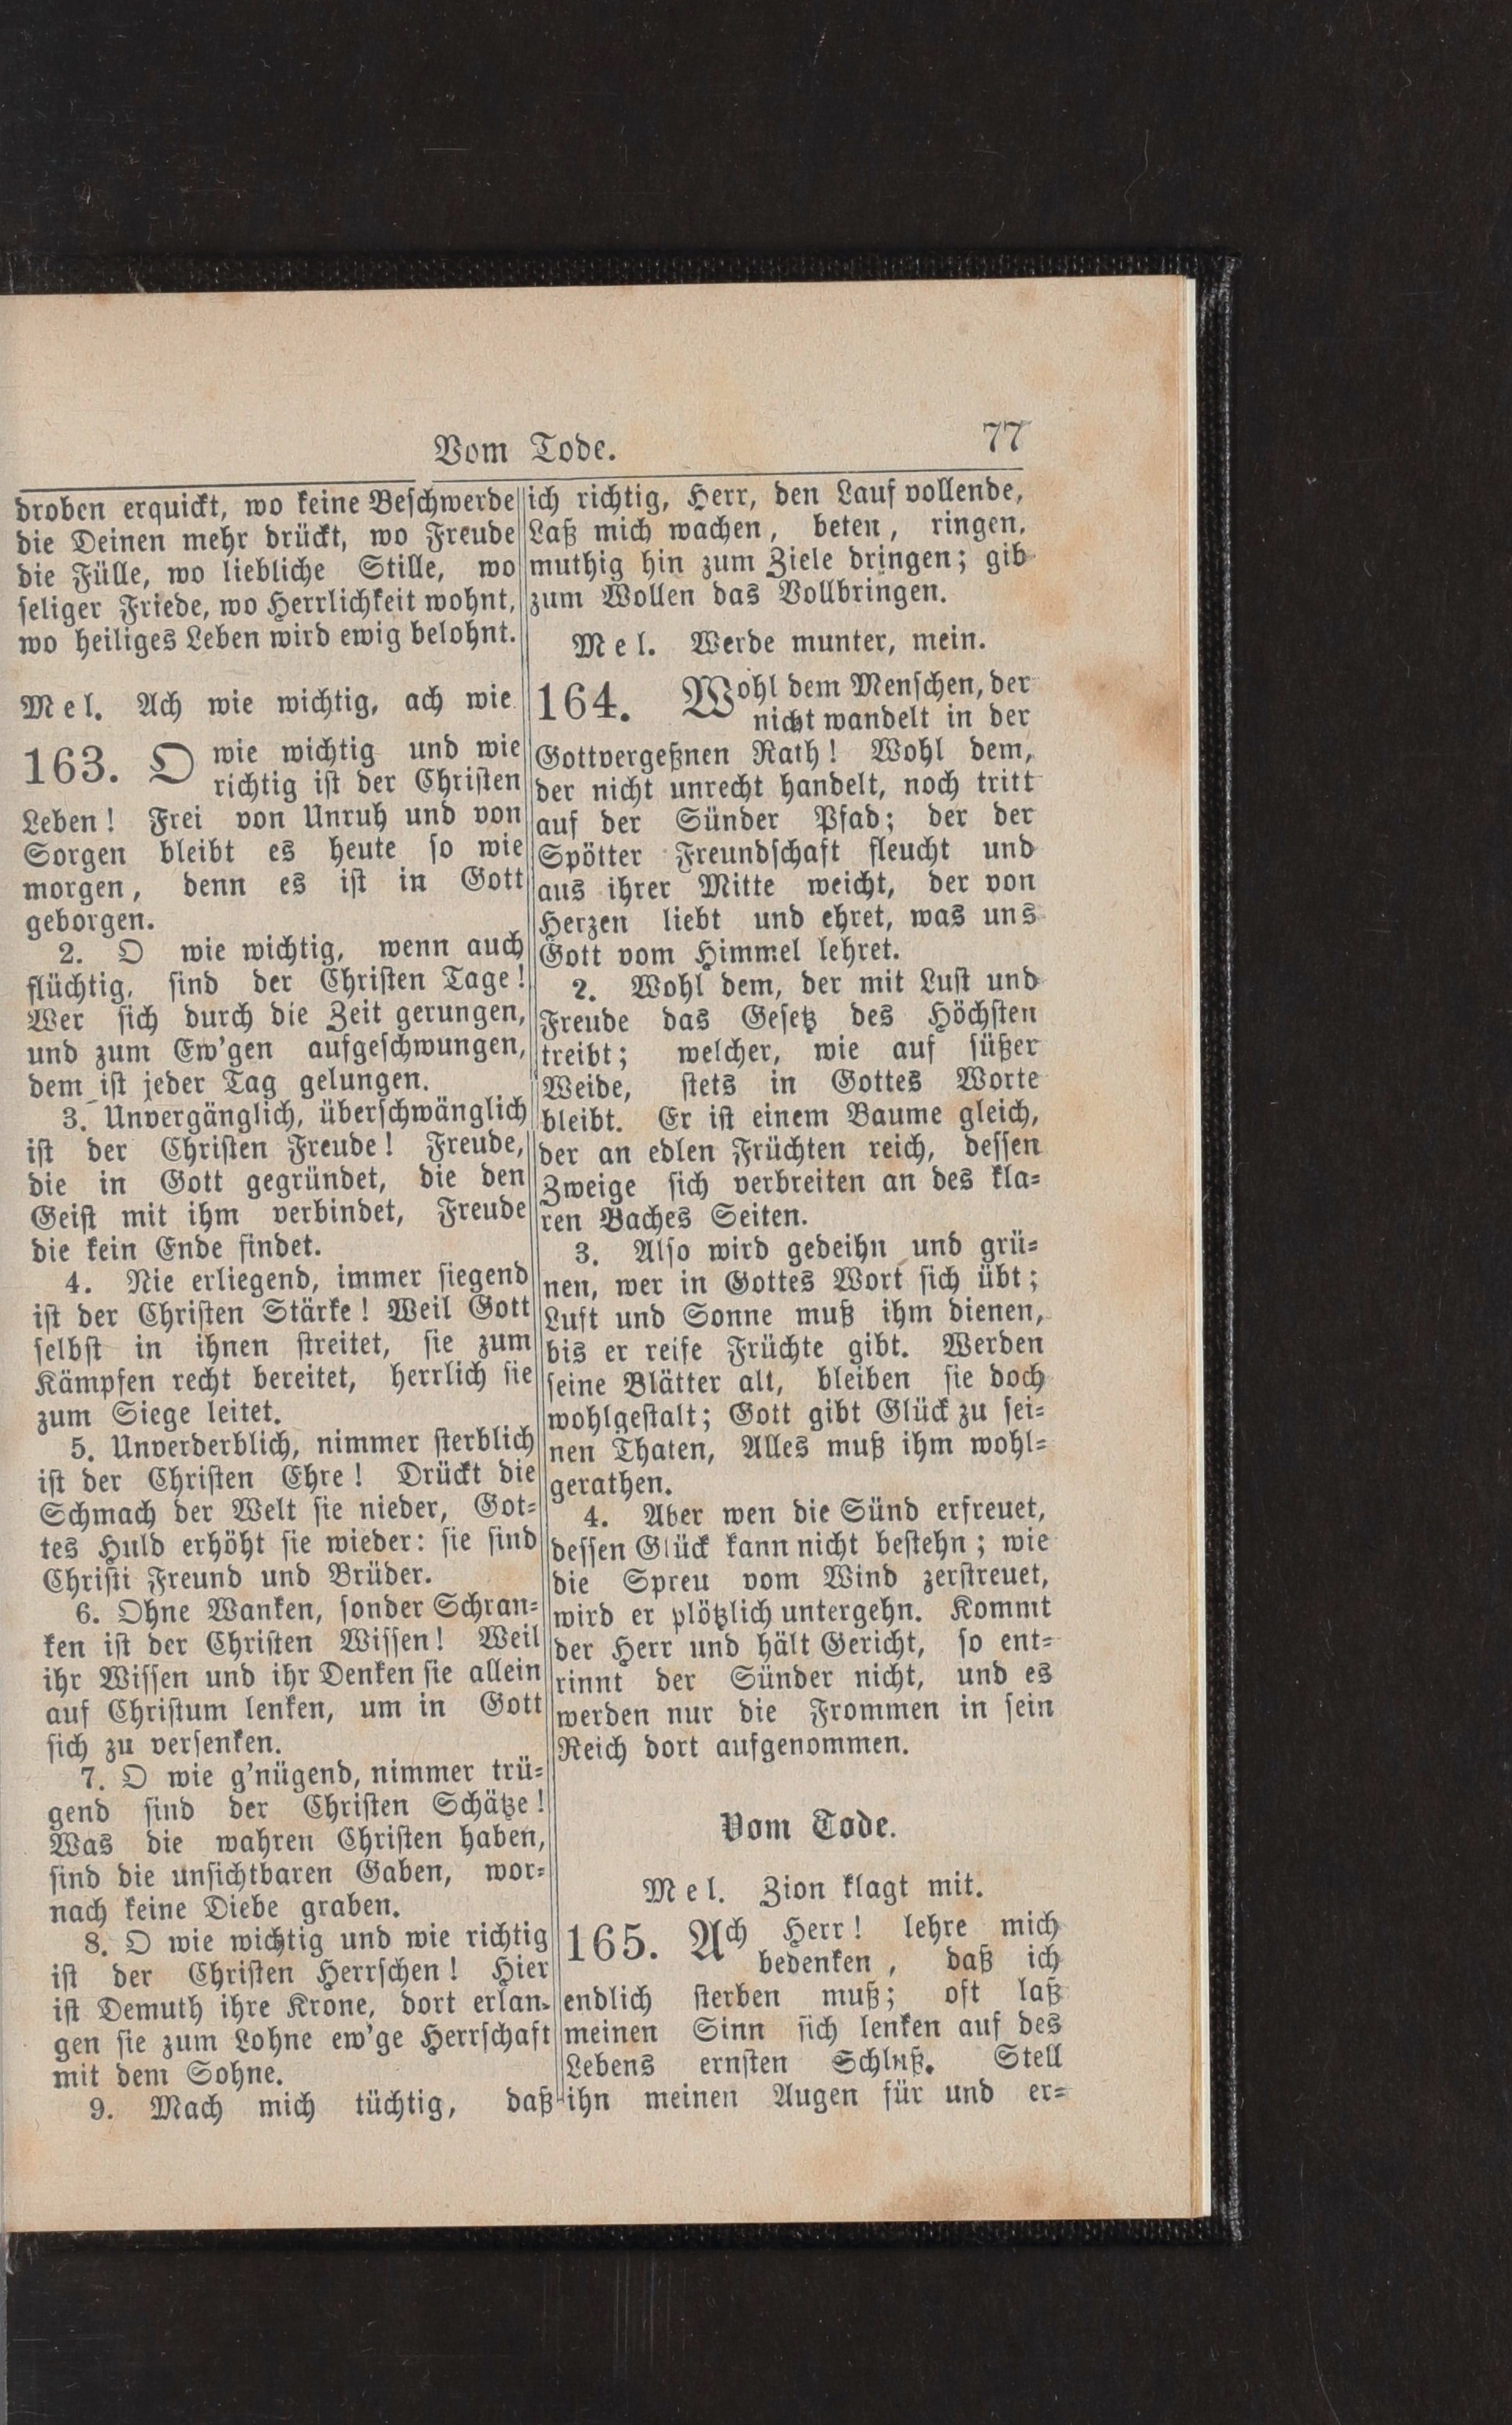 Vom Tode.
77
droben erquickt, wo keine Beschwerde
die Deinen mehr drückt, wo Freude
die Fülle, wo liebliche Stille, wo
seliger Friede, wo Herrlichkeit wohnt,
wo heiliges Leben wird ewig belohnt.
Mel. Ach wie wichtig, ach wie
163. O wie wichtig und wie
richtig ist der Christen
Leben! Frei von Unruh und von
Sorgen bleibt es heute so wie
morgen, denn es ist in Gott
geborgen.
2. O wie wichtig, wenn auch
flüchtig, sind der Christen Tage!
Wer sich durch die Zeit gerungen,
und zum Ew'gen aufgeschwungen,
dem ist jeder Tag gelungen.
3. Unvergänglich, überschwänglich
ist der Christen Freude! Freude,
die in Gott gegründet, die den
Geist mit ihm verbindet, Freude
die kein Ende findet.
4. Nie erliegend, immer siegend
ist der Christen Stärke! Weil Gott
selbst in ihnen streitet, sie zum
Kämpfen recht bereitet, herrlich sie
zum Siege leitet.
5. Unverderblich, nimmer sterblich
ist der Christen Ehre! Drückt die
Schmach der Welt sie nieder, Got-
tes Huld erhöht sie wieder: sie sind
Christi Freund und Brüder.
6. Ohne Wanken, sonder Schran-
ken ist der Christen Wissen! Weil
ihr Wissen und ihr Denken sie allein
auf Christum lenken, um in Gott
sich zu versenken.
7. O wie g'nügend, nimmer trü-
gend sind der Christen Schätze!
Was die wahren Christen haben,
sind die unsichtbaren Gaben, wor-
nach keine Diebe graben.
8. O wie wichtig und wie richtig
ist der Christen Herrschen! Hier
ist Demuth ihre Krone, dort erlan-
gen sie zum Lohne ew'ge Herrschaft
mit dem Sohne.
9. Mach mich tüchtig, daß
ich richtig, Herr, den Lauf vollende,
Laß mich wachen, beten, ringen,
muthig hin zum Ziele dringen; gib
zum Wollen das Vollbringen.
Mel. Werde munter, mein.
164. Wohl dem Menschen, der
nicht wandelt in der
Gottvergeßnen Rath! Wohl dem,
der nicht unrecht handelt, noch tritt
auf der Sünder Pfad; der der
Spötter Freundschaft fleucht und
aus ihrer Mitte weicht, der von
Herzen liebt und ehret, was uns
Gott vom Himmel lehret.
2. Wohl dem, der mit Lust und
Freude das Gesetz des Höchsten
treibt; welcher, wie auf süßer
Weide, stets in Gottes Worte
bleibt. Er ist einem Baume gleich,
der an edlen Früchten reich, dessen
Zweige sich verbreiten an des kla-
ren Baches Seiten.
3. Also wird gedeihn und grü-
nen, wer in Gottes Wort sich übt;
Luft und Sonne muß ihm dienen,
bis er reife Früchte gibt. Werden
seine Blätter alt, bleiben sie doch
wohlgestalt; Gott gibt Glück zu sei-
nen Thaten, Alles muß ihm wohl-
gerathen.
4. Aber wen die Sünd erfreuet,
dessen Glück kann nicht bestehn; wie
die Spreu vom Wind zerstreuet,
wird er plötzlich untergehn. Kommt
der Herr und hält Gericht, so ent-
rinnt der Sünder nicht, und es
werden nur die Frommen in sein
Reich dort aufgenommen.
Vom Tode.
Mel. Zion klagt mit.
165. Ach Herr! lehre mich
bedenken, daß ich
endlich sterben muß; oft laß
meinen Sinn sich lenken auf des
Lebens ernsten Schluß. Stell
ihn meinen Augen für und er-